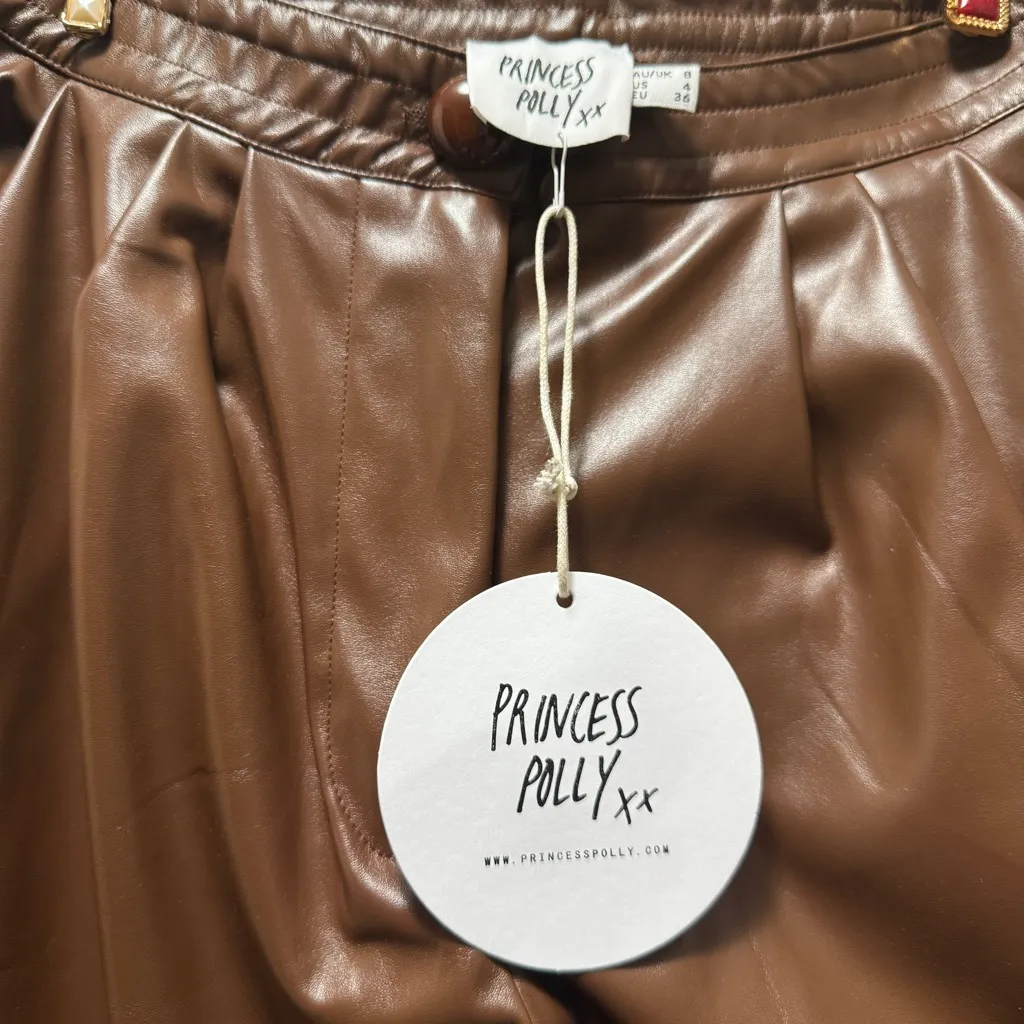 PRINCESS
POLLY xx
AU/UK 8
US 4
EU 36
PRINCESS
POLLY xx
WWW.PRINCESSPOLLY.COM